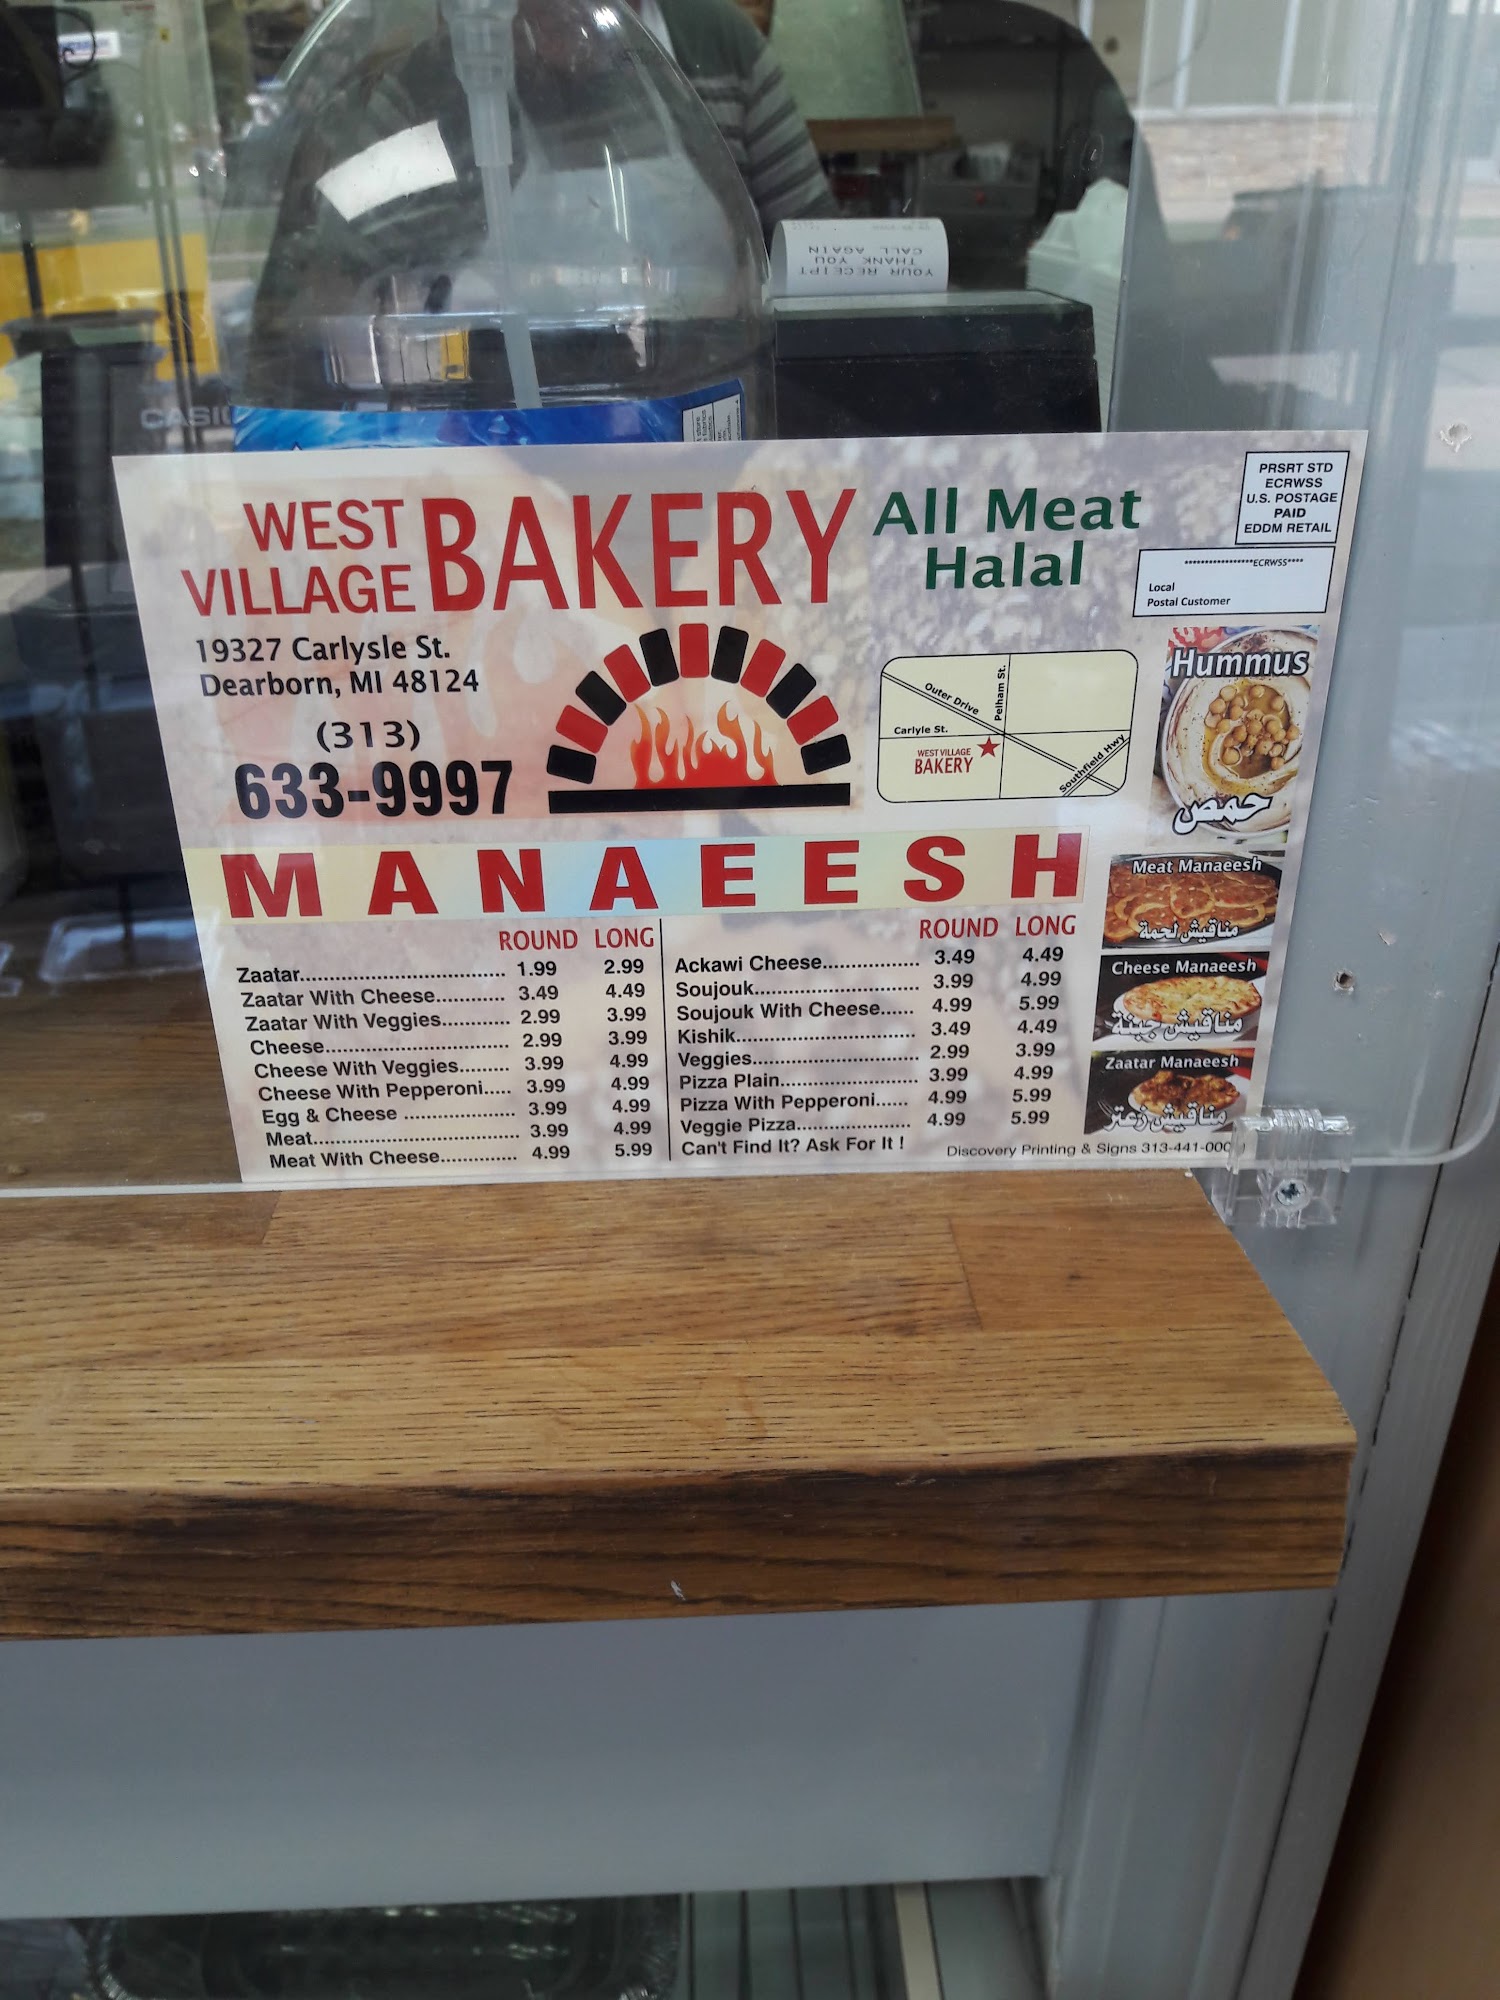 YOUR RECEIPT
THANK YOU
CALL AGAIN
CASIO
WEST VILLAGE BAKERY
All Meat Halal
PRSRT STD
ECRWSS
U.S. POSTAGE
PAID
EDDM RETAIL
*****************ECRWSS****
Local
Postal Customer
19327 Carlysle St.
Dearborn, MI 48124
(313)
633-9997
Outer Drive
Pelham St.
Carlyle St.
WEST VILLAGE
BAKERY
Southfield Hwy
Hummus
حمص
MANAEESH
ROUND LONG
Zaatar................................. 1.99 2.99
Zaatar With Cheese............ 3.49 4.49
Zaatar With Veggies............ 2.99 3.99
Cheese................................. 2.99 3.99
Cheese With Veggies......... 3.99 4.99
Cheese With Pepperoni..... 3.99 4.99
Egg & Cheese .................... 3.99 4.99
Meat..................................... 3.99 4.99
Meat With Cheese.............. 4.99 5.99
ROUND LONG
Ackawi Cheese................. 3.49 4.49
Soujouk............................. 3.99 4.99
Soujouk With Cheese...... 4.99 5.99
Kishik................................ 3.49 4.49
Veggies............................. 2.99 3.99
Pizza Plain........................ 3.99 4.99
Pizza With Pepperoni...... 4.99 5.99
Veggie Pizza.................... 4.99 5.99
Can't Find It? Ask For It !
Discovery Printing & Signs 313-441-000
Meat Manaeesh
مناقيش لحمة
Cheese Manaeesh
مناقيش جبنة
Zaatar Manaeesh
مناقيش زعتر